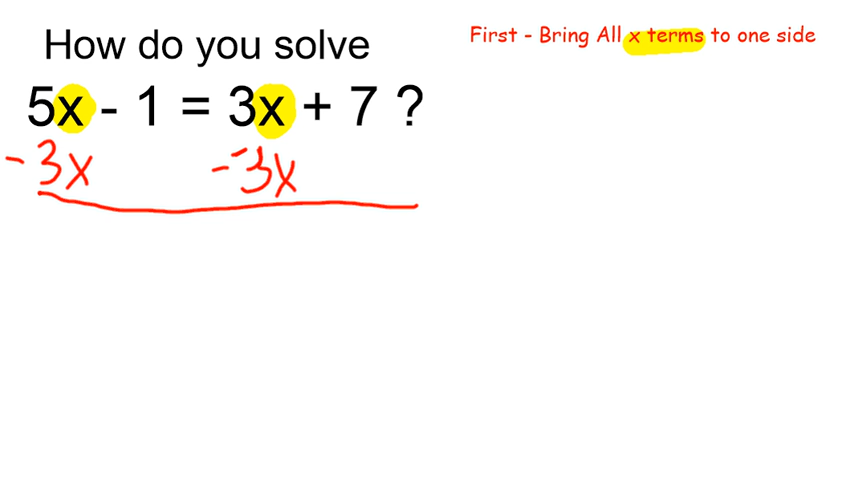 How do you solve
First - Bring All x terms to one side
5x - 1 = 3x + 7 ?
-3x -3x